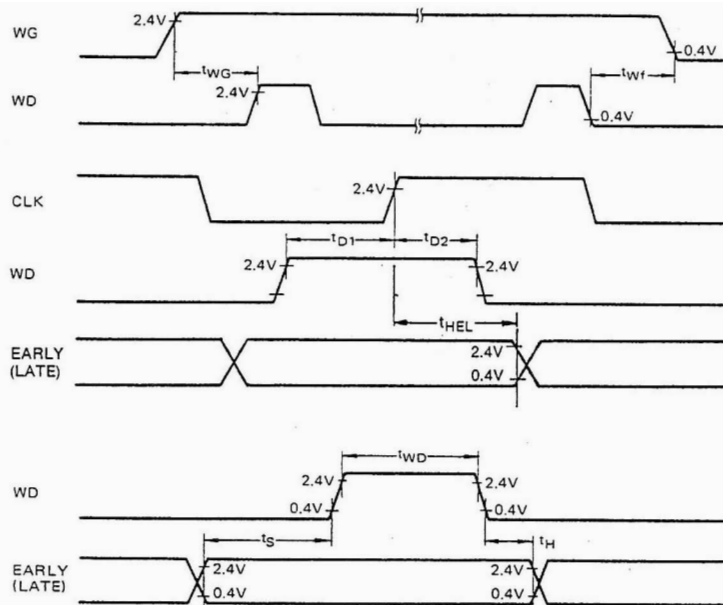 WG
2.4V
0.4V
tWG
tWf
WD
2.4V
0.4V
CLK
2.4V
tD1
tD2
WD
2.4V
2.4V
tHEL
EARLY
(LATE)
2.4V
0.4V
tWD
WD
2.4V
2.4V
0.4V
0.4V
tS
tH
EARLY
(LATE)
2.4V
2.4V
0.4V
0.4V